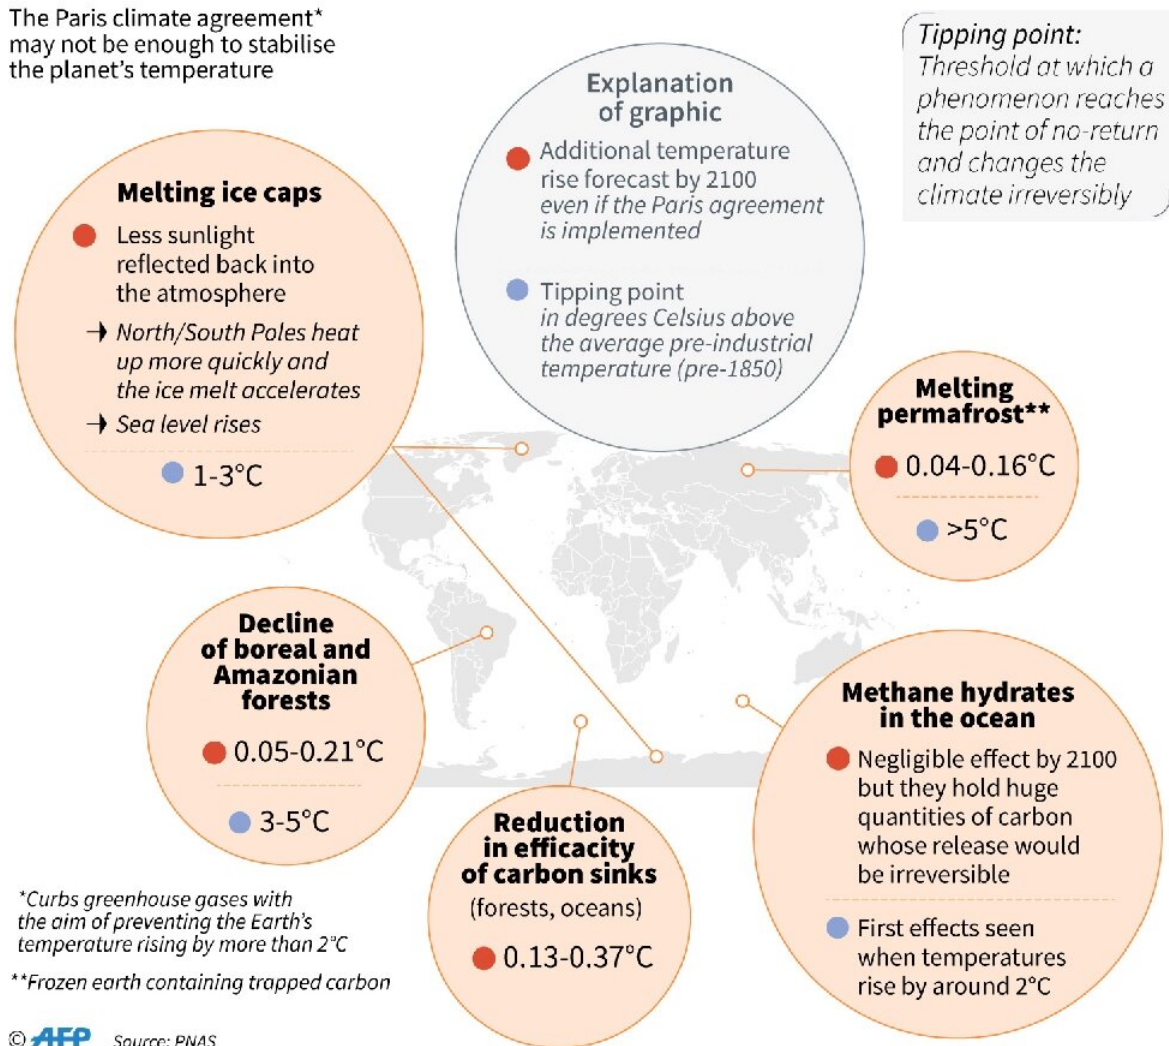 The Paris climate agreement*
may not be enough to stabilise
the planet's temperature
Tipping point:
Threshold at which a
phenomenon reaches
the point of no-return
and changes the
climate irreversibly
Explanation
of graphic
Additional temperature
rise forecast by 2100
even if the Paris agreement
is implemented
Tipping point
in degrees Celsius above
the average pre-industrial
temperature (pre-1850)
Melting ice caps
Less sunlight
reflected back into
the atmosphere
→ North/South Poles heat
up more quickly and
the ice melt accelerates
→ Sea level rises
1-3°C
Melting
permafrost**
0.04-0.16°C
>5°C
Decline
of boreal and
Amazonian
forests
0.05-0.21°C
3-5°C
Reduction
in efficacity
of carbon sinks
(forests, oceans)
0.13-0.37°C
Methane hydrates
in the ocean
Negligible effect by 2100
but they hold huge
quantities of carbon
whose release would
be irreversible
First effects seen
when temperatures
rise by around 2°C
*Curbs greenhouse gases with
the aim of preventing the Earth's
temperature rising by more than 2°C
**Frozen earth containing trapped carbon
© AFP Source: PNAS